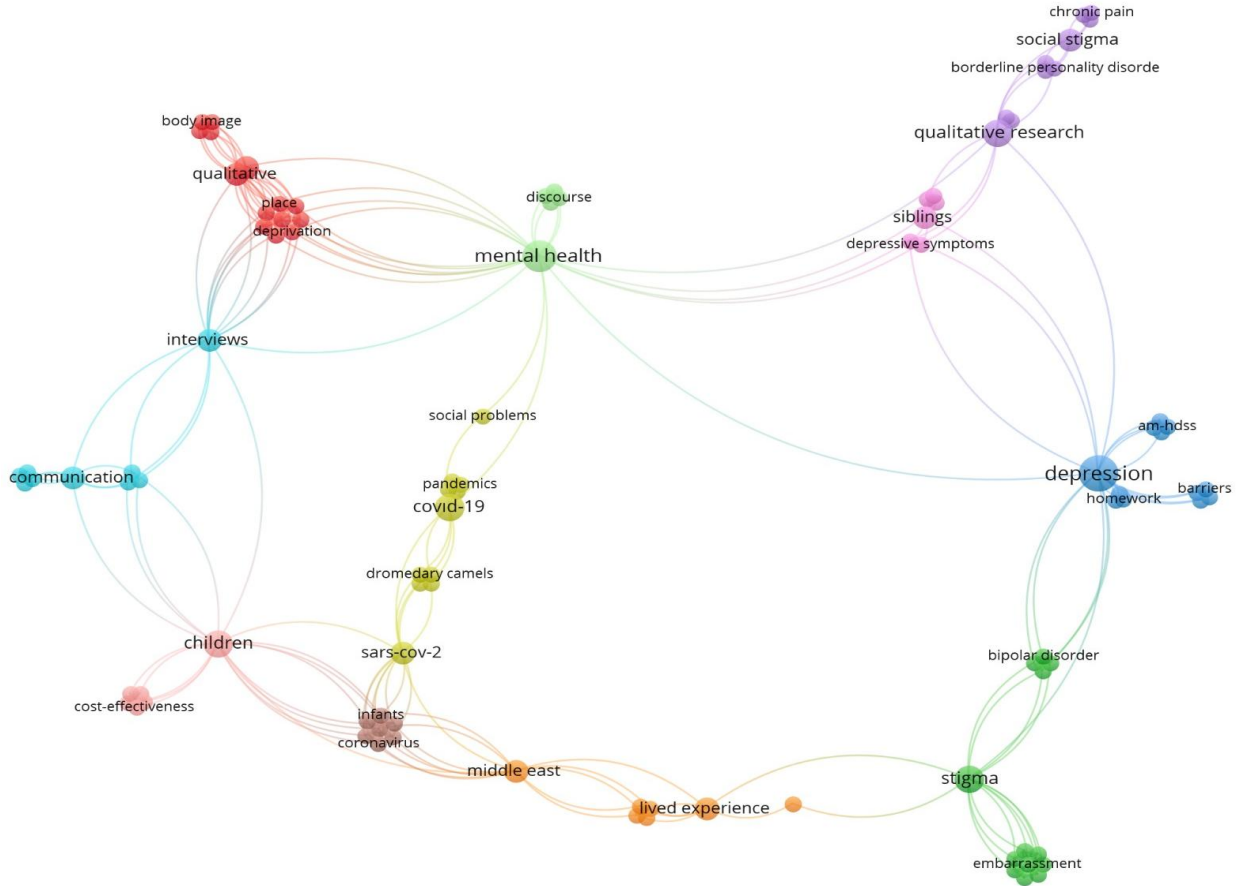 chronic pain
social stigma
borderline personality disorde
body image
qualitative research
qualitative
discourse
place
siblings
deprivation
depressive symptoms
mental health
interviews
social problems
am-hdss
communication
depression
pandemics
barriers
homework
covid-19
dromedary camels
children
sars-cov-2
bipolar disorder
cost-effectiveness
infants
coronavirus
middle east
stigma
lived experience
embarrassment